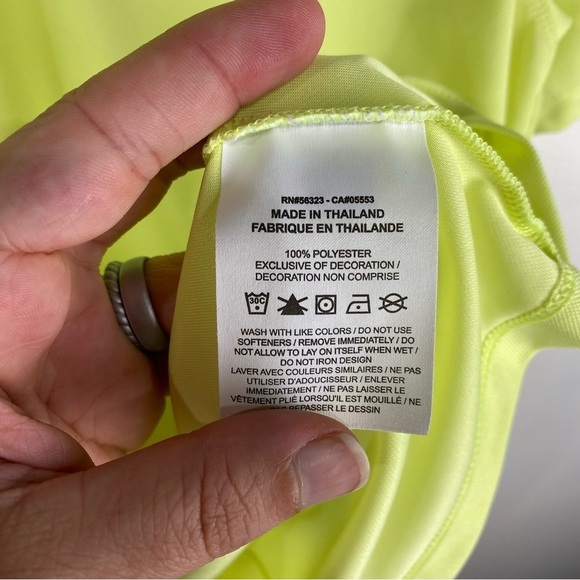 RN#56323 - CA#05553
MADE IN THAILAND
FABRIQUE EN THAILANDE
100% POLYESTER
EXCLUSIVE OF DECORATION /
DECORATION NON COMPRISE
30C
WASH WITH LIKE COLORS / DO NOT USE
SOFTENERS / REMOVE IMMEDIATELY / DO
NOT ALLOW TO LAY ON ITSELF WHEN WET /
DO NOT IRON DESIGN
LAVER AVEC COULEURS SIMILAIRES / NE PAS
UTILISER D'ADOUCISSEUR / ENLEVER
IMMEDIATEMENT / NE PAS LAISSER LE
VÊTEMENT PLIÉ LORSQU'IL EST MOUILLÉ / NE
PAS REPASSER LE DESSIN